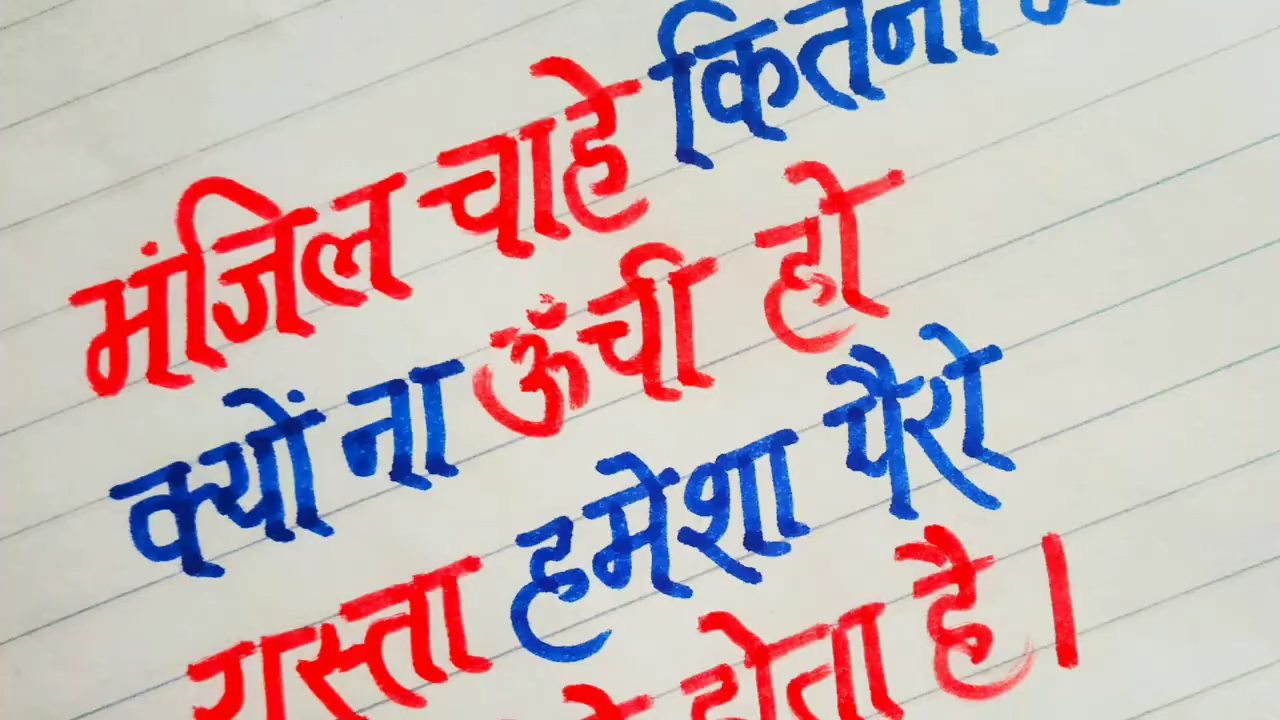 मंजिल चाहे कितनी
क्यों ना ऊँची हो
रास्ता हमेशा पैरो
होता है।